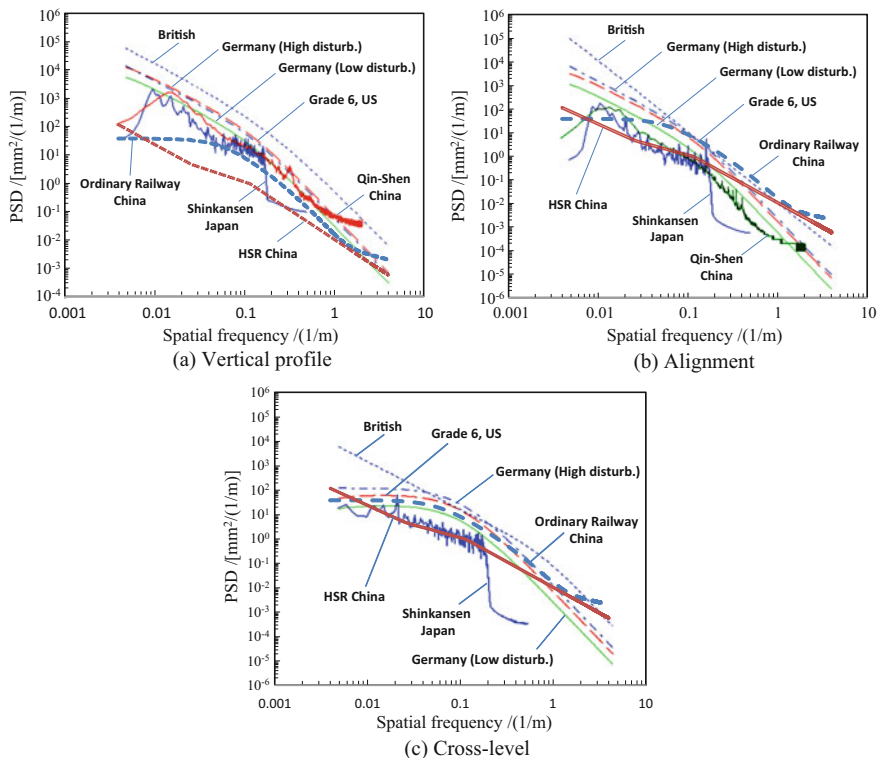 British
Germany (High disturb.)
Germany (Low disturb.)
Grade 6, US
Ordinary Railway
China
Shinkansen
Japan
HSR China
Qin-Shen
China
PSD /[mm²/(1/m)]
10⁶
10⁵
10⁴
10³
10²
10¹
10⁰
10⁻¹
10⁻²
10⁻³
10⁻⁴
0.001
0.01
0.1
1
10
Spatial frequency /(1/m)
(a) Vertical profile
British
Germany (High disturb.)
Germany (Low disturb.)
Grade 6, US
Ordinary Railway
China
HSR China
Shinkansen
Japan
Qin-Shen
China
PSD /[mm²/(1/m)]
10⁶
10⁵
10⁴
10³
10²
10¹
10⁰
10⁻¹
10⁻²
10⁻³
10⁻⁴
10⁻⁵
10⁻⁶
0.001
0.01
0.1
1
10
Spatial frequency /(1/m)
(b) Alignment
British
Grade 6, US
Germany (High disturb.)
Ordinary Railway
China
HSR China
Shinkansen
Japan
Germany (Low disturb.)
PSD /[mm²/(1/m)]
10⁶
10⁵
10⁴
10³
10²
10¹
10⁰
10⁻¹
10⁻²
10⁻³
10⁻⁴
10⁻⁵
10⁻⁶
0.001
0.01
0.1
1
10
Spatial frequency /(1/m)
(c) Cross-level